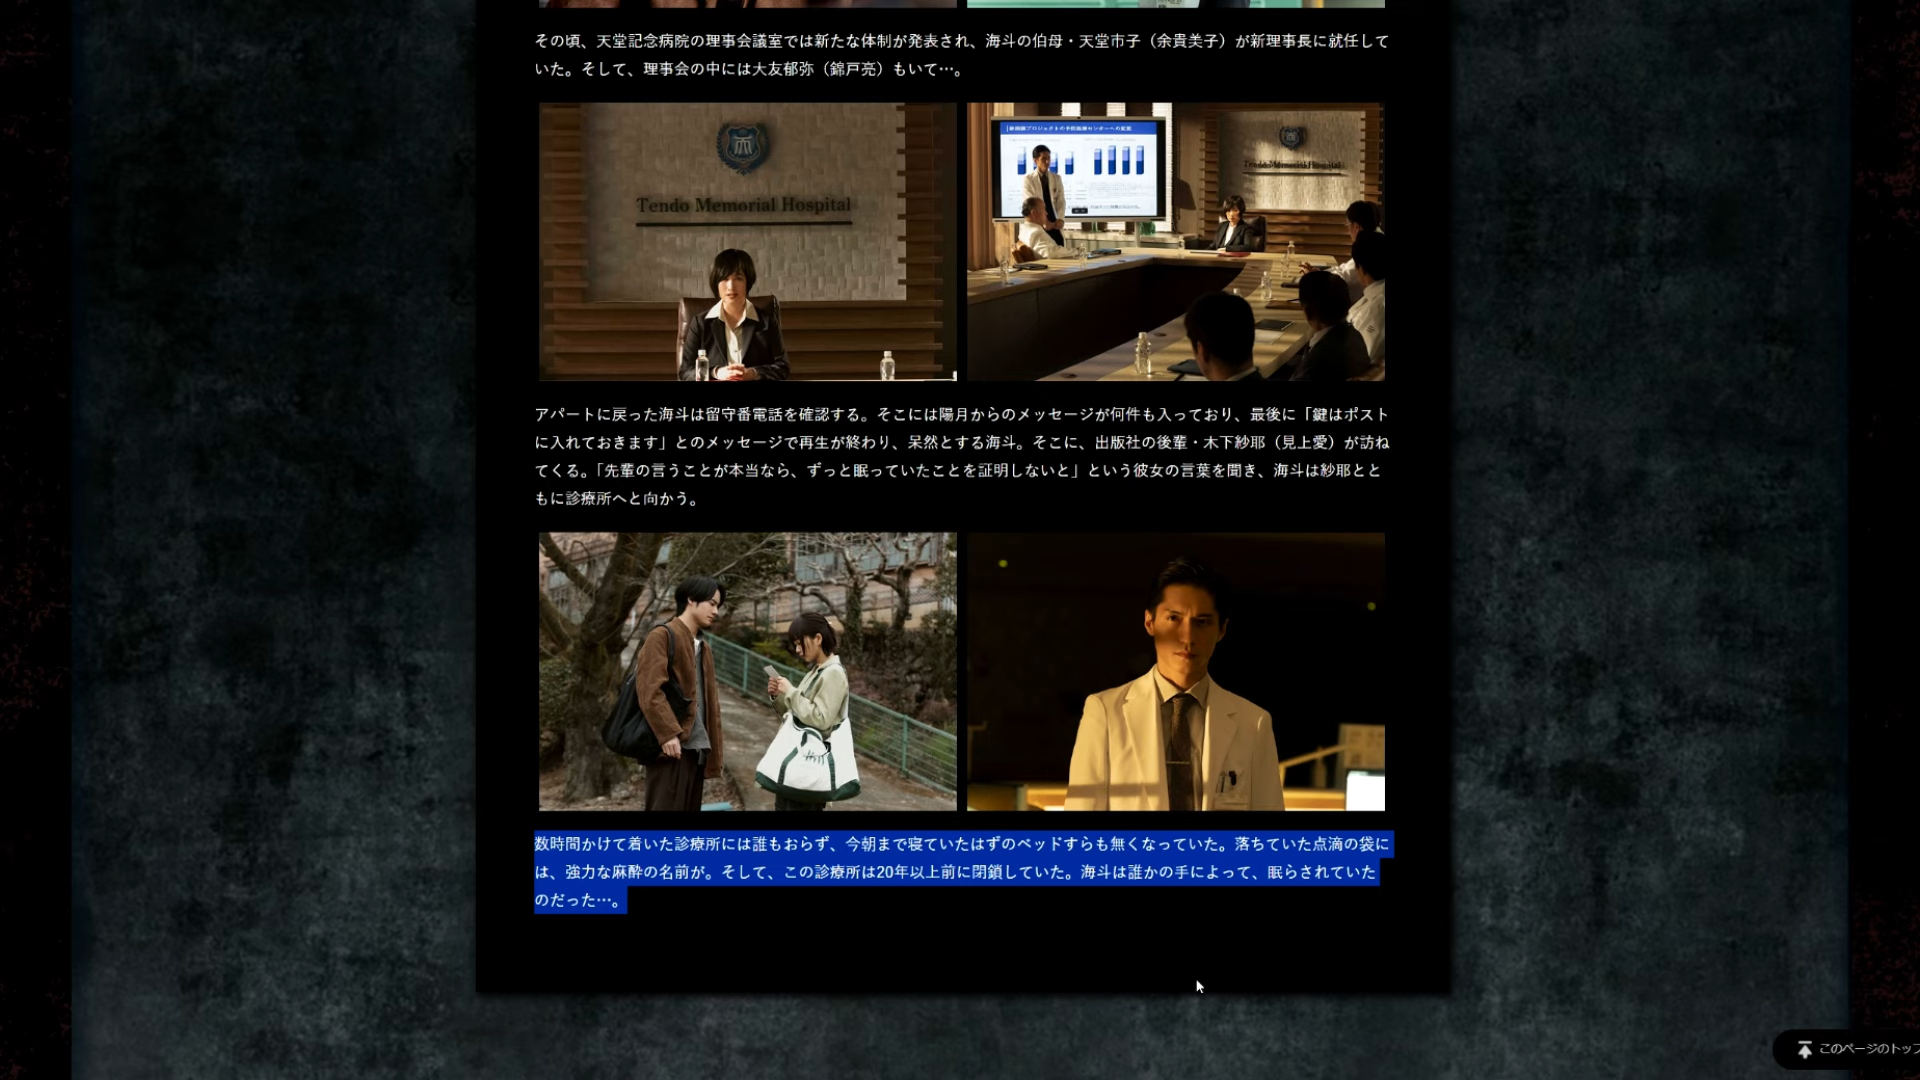 その頃、天堂記念病院の理事会議室では新たな体制が発表され、海斗の伯母・天堂市子（余貴美子）が新理事長に就任して
いた。そして、理事会の中には大友郁弥（錦戸亮）もいて…。
Tendo Memorial Hospital
Tendo Memorial Hospital
アパートに戻った海斗は留守番電話を確認する。そこには陽月からのメッセージが何件も入っており、最後に「鍵はポスト
に入れておきます」とのメッセージで再生が終わり、呆然とする海斗。そこに、出版社の後輩・木下紗耶（見上愛）が訪ね
てくる。「先輩の言うことが本当なら、ずっと眠っていたことを証明しないと」という彼女の言葉を聞き、海斗は紗耶とと
もに診療所へと向かう。
数時間かけて着いた診療所には誰もおらず、今朝まで寝ていたはずのベッドすらも無くなっていた。落ちていた点滴の袋に
は、強力な麻酔の名前が。そして、この診療所は20年以上前に閉鎖していた。海斗は誰かの手によって、眠らされていた
のだった…。
このページのトップ